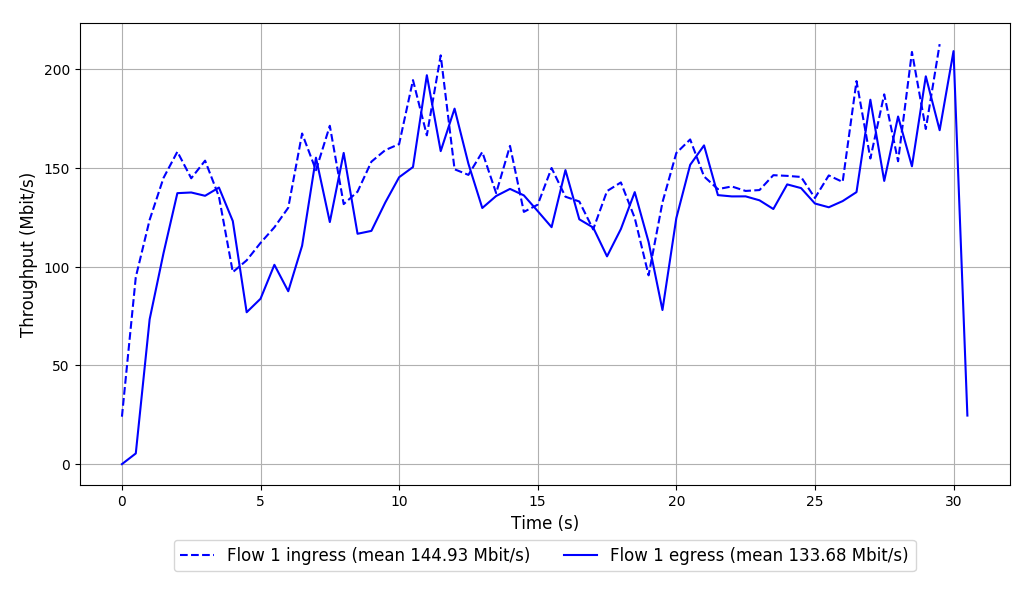 200
150
100
50
0
Throughput (Mbit/s)
0 5 10 15 20 25 30
Time (s)
Flow 1 ingress (mean 144.93 Mbit/s) Flow 1 egress (mean 133.68 Mbit/s)